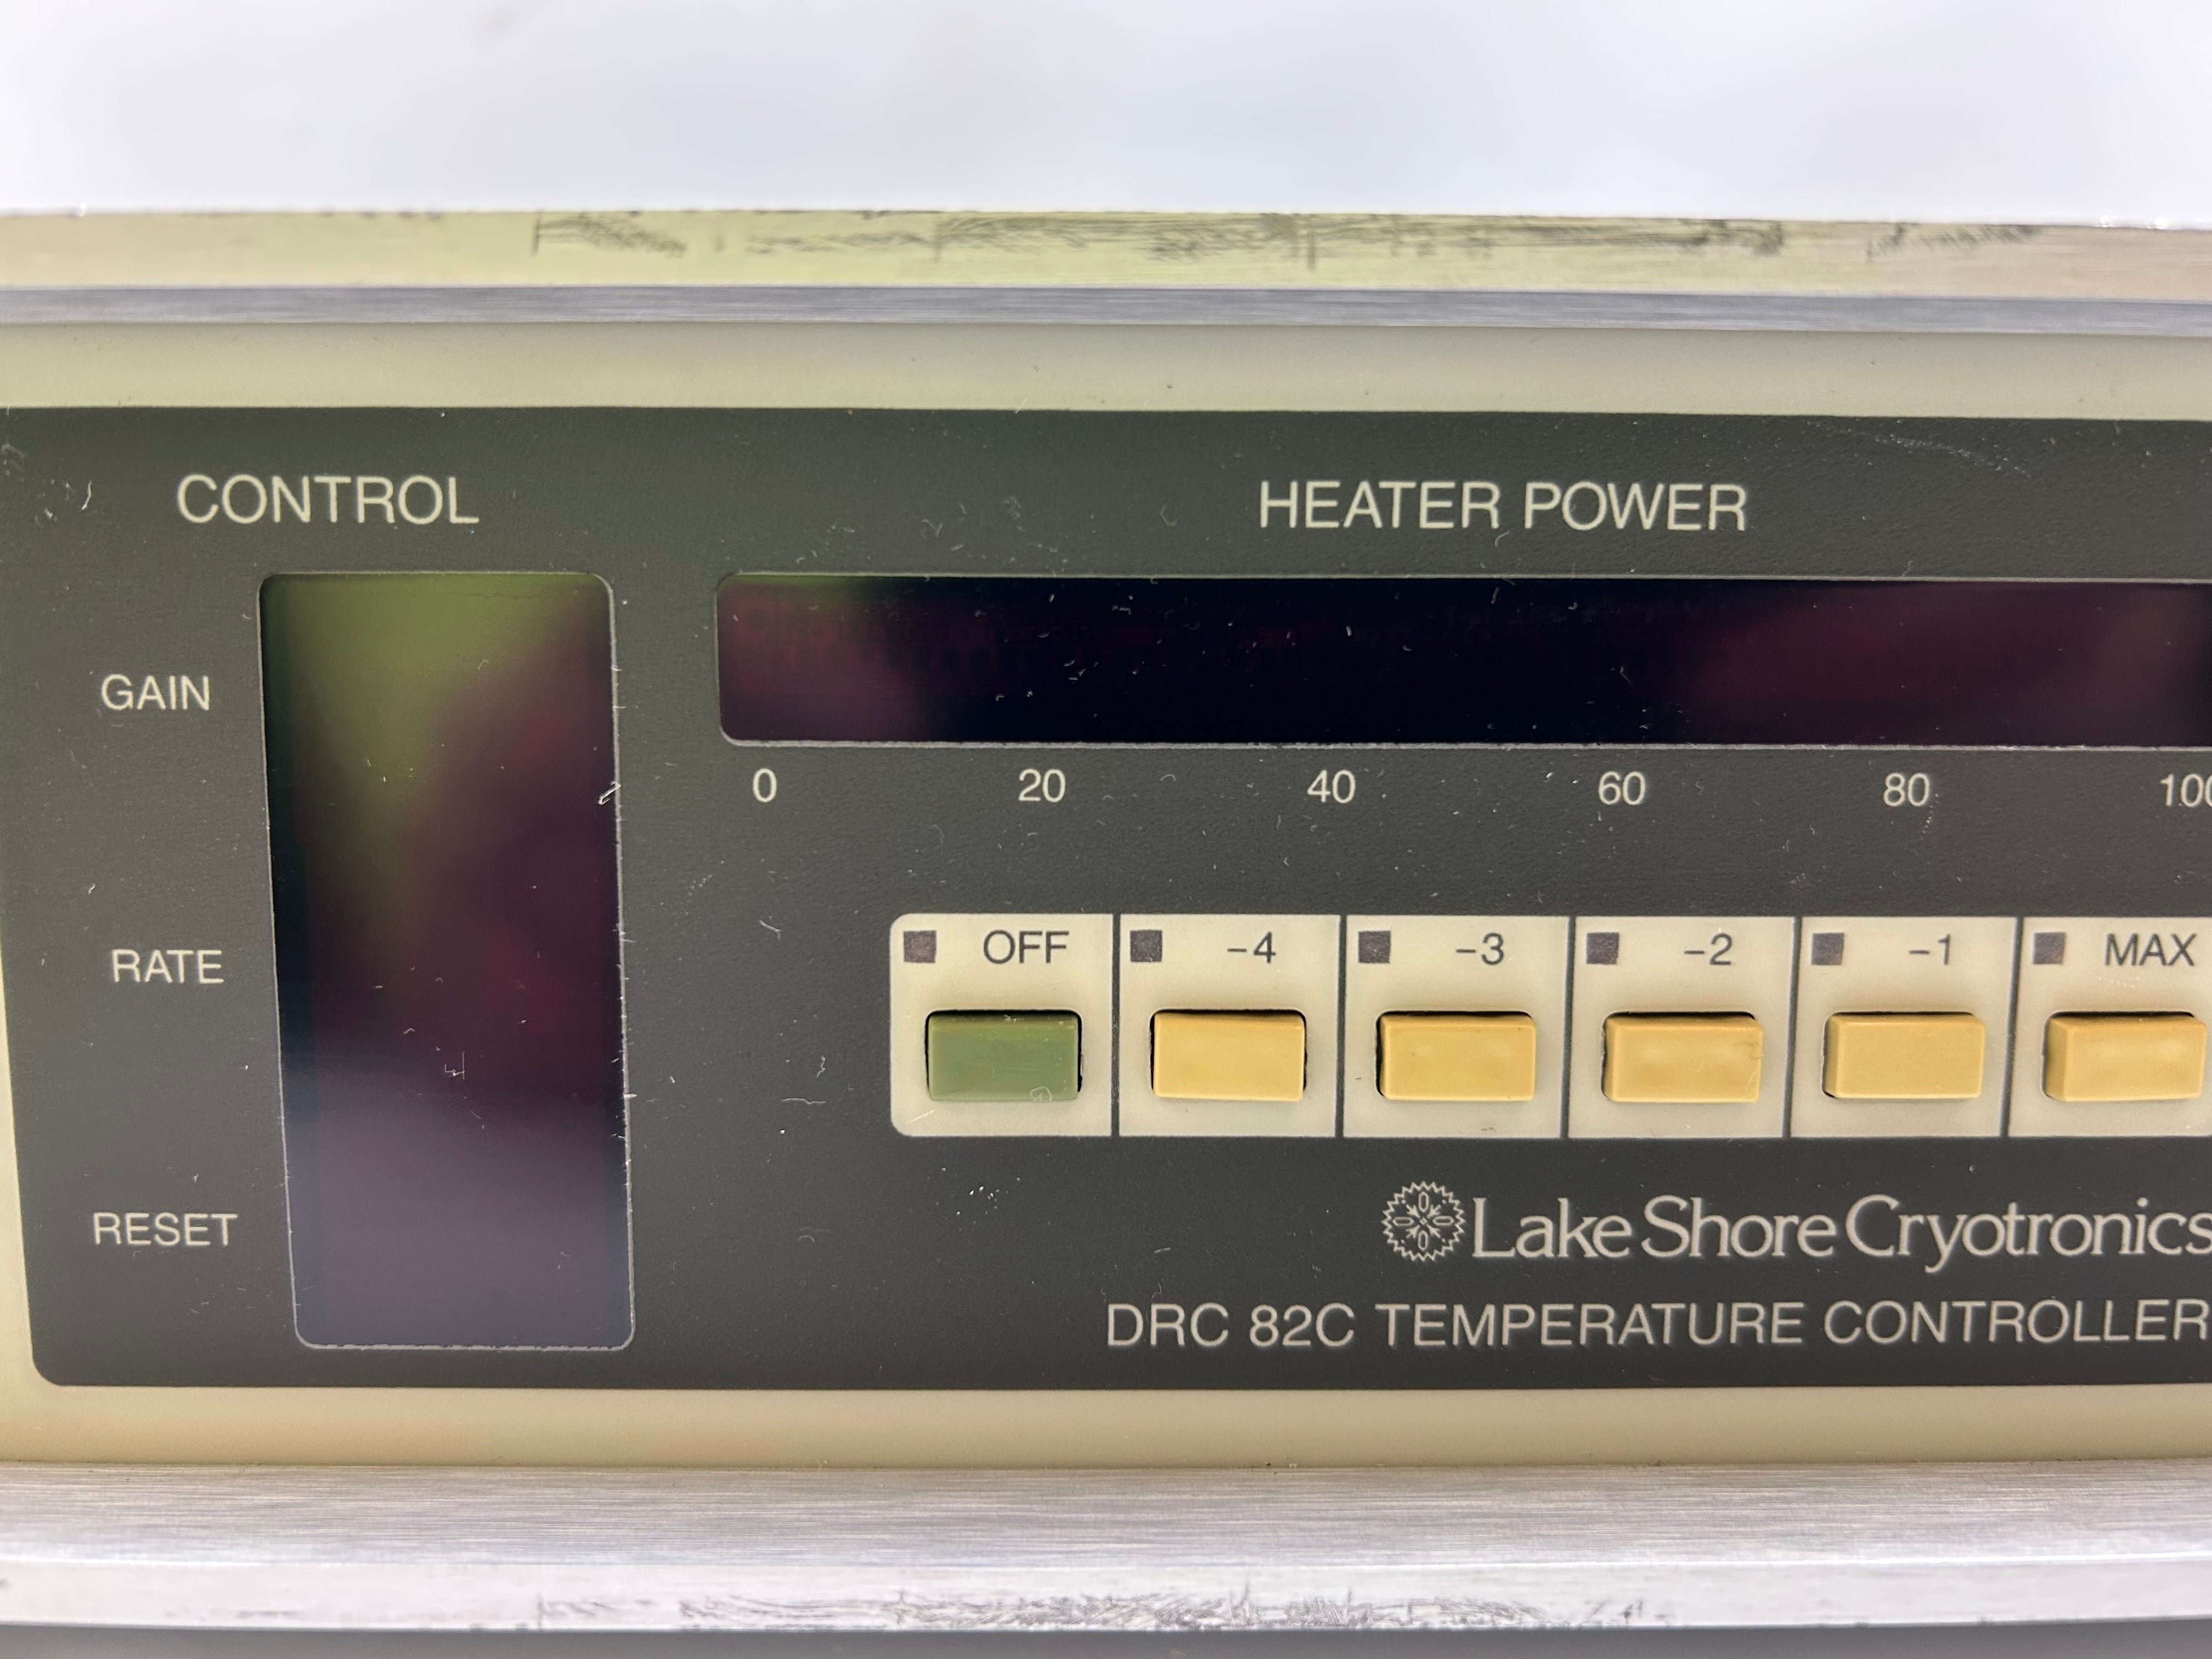 CONTROL
HEATER POWER
GAIN
0 20 40 60 80 100
OFF -4 -3 -2 -1 MAX
RATE
RESET
Lake Shore Cryotronics
DRC 82C TEMPERATURE CONTROLLER